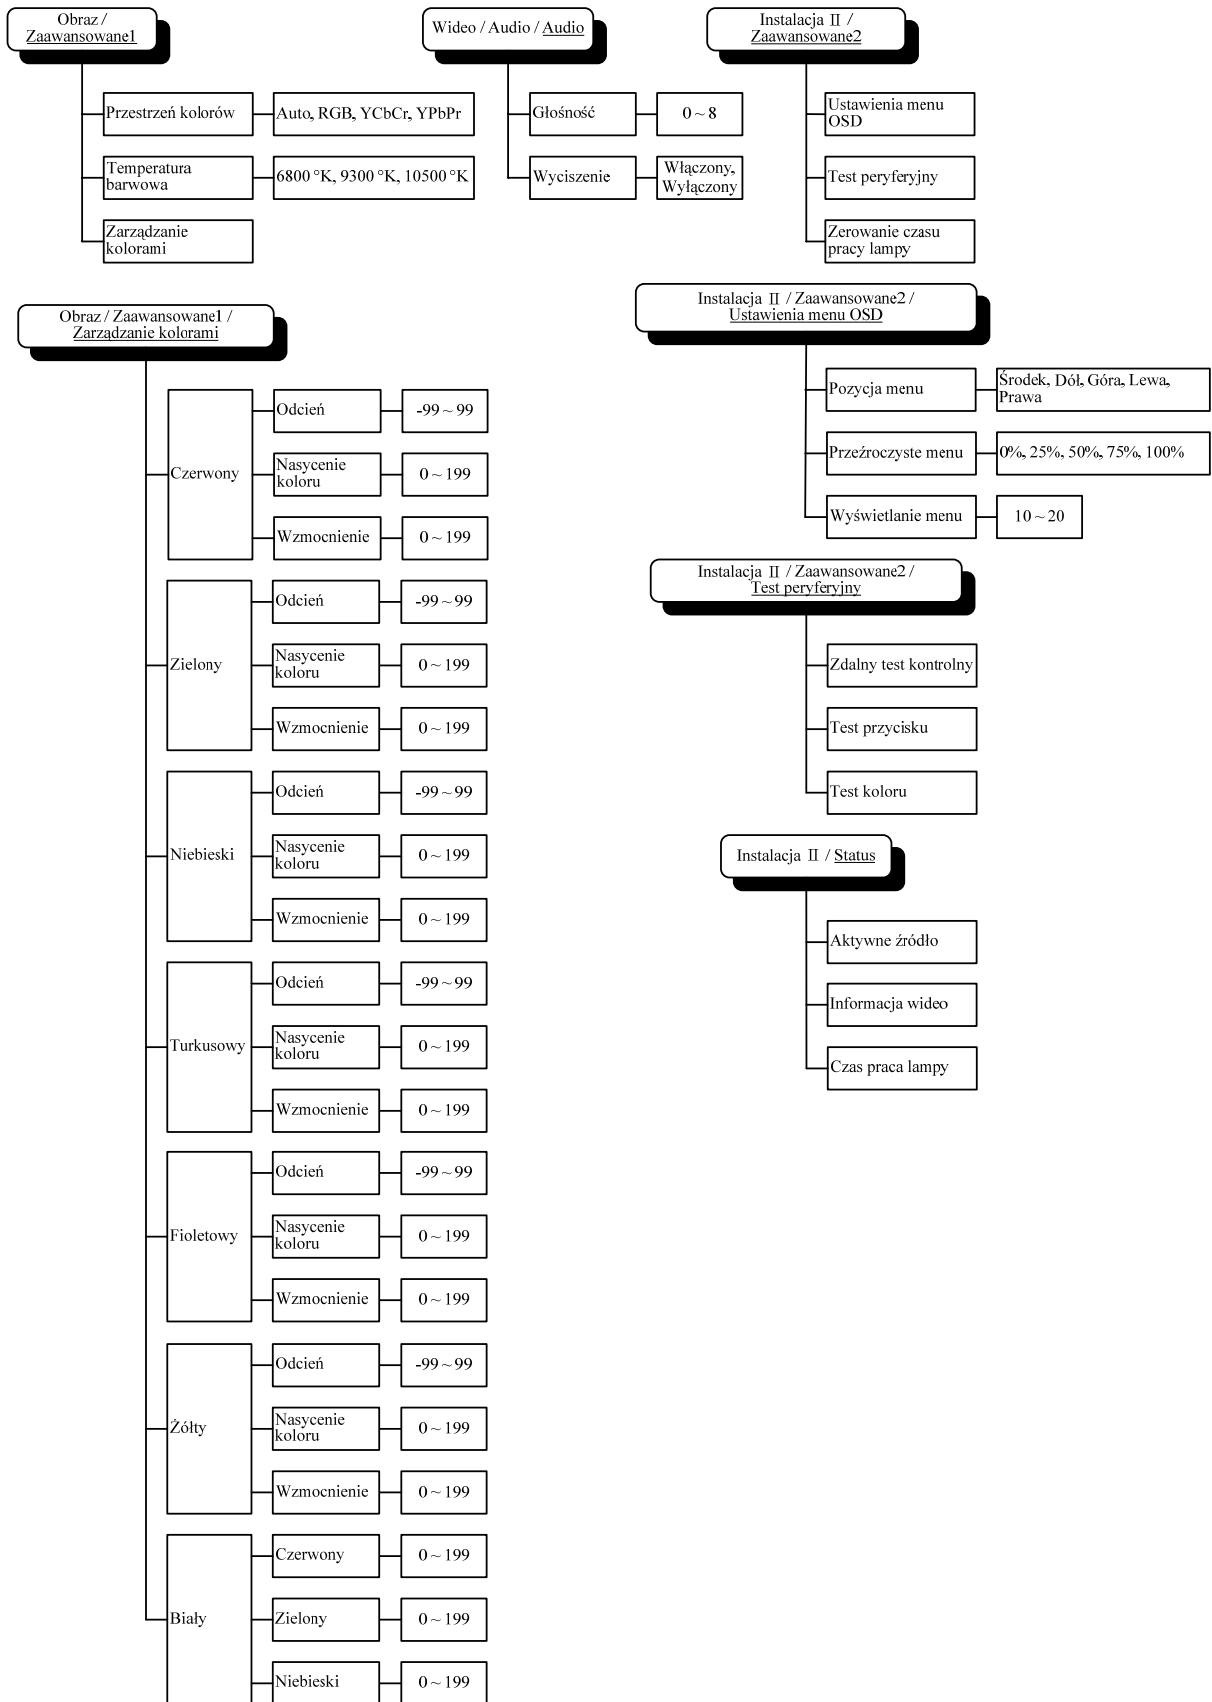 Obraz /
Zaawansowane1
Przestrzeń kolorów
Auto, RGB, YCbCr, YPbPr
Temperatura
barwowa
6800 °K, 9300 °K, 10500 °K
Zarządzanie
kolorami
Wideo / Audio / Audio
Głośność
0 ~ 8
Wyciszenie
Włączony,
Wyłączony
Instalacja II /
Zaawansowane2
Ustawienia menu
OSD
Test peryferyjny
Zerowanie czasu
pracy lampy
Obraz / Zaawansowane1 /
Zarządzanie kolorami
Czerwony
Odcień
-99 ~ 99
Nasycenie
koloru
0 ~ 199
Wzmocnienie
0 ~ 199
Zielony
Odcień
-99 ~ 99
Nasycenie
koloru
0 ~ 199
Wzmocnienie
0 ~ 199
Niebieski
Odcień
-99 ~ 99
Nasycenie
koloru
0 ~ 199
Wzmocnienie
0 ~ 199
Turkusowy
Odcień
-99 ~ 99
Nasycenie
koloru
0 ~ 199
Wzmocnienie
0 ~ 199
Fioletowy
Odcień
-99 ~ 99
Nasycenie
koloru
0 ~ 199
Wzmocnienie
0 ~ 199
Żółty
Odcień
-99 ~ 99
Nasycenie
koloru
0 ~ 199
Wzmocnienie
0 ~ 199
Biały
Czerwony
0 ~ 199
Zielony
0 ~ 199
Niebieski
0 ~ 199
Instalacja II / Zaawansowane2 /
Ustawienia menu OSD
Pozycja menu
Środek, Dół, Góra, Lewa,
Prawa
Przeźroczyste menu
0%, 25%, 50%, 75%, 100%
Wyświetlanie menu
10 ~ 20
Instalacja II / Zaawansowane2 /
Test peryferyjny
Zdalny test kontrolny
Test przycisku
Test koloru
Instalacja II / Status
Aktywne źródło
Informacja wideo
Czas praca lampy